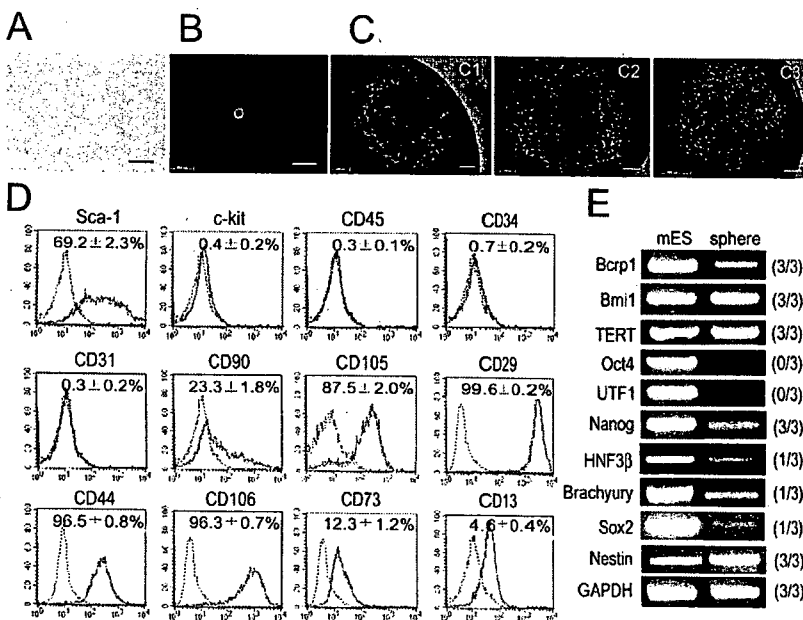 A B C
C1 C2 C3
D
Sca-1 c-kit CD45 CD34
69.2±2.3% 0.4±0.2% 0.3±0.1% 0.7±0.2%
CD31 CD90 CD105 CD29
0.3±0.2% 23.3±1.8% 87.5±2.0% 99.6±0.2%
CD44 CD106 CD73 CD13
96.5±0.8% 96.3±0.7% 12.3±1.2% 4.6±0.4%
E
mES sphere
Bcrp1 (3/3)
Bmi1 (3/3)
TERT (3/3)
Oct4 (0/3)
UTF1 (0/3)
Nanog (3/3)
HNF3β (1/3)
Brachyury (1/3)
Sox2 (1/3)
Nestin (3/3)
GAPDH (3/3)